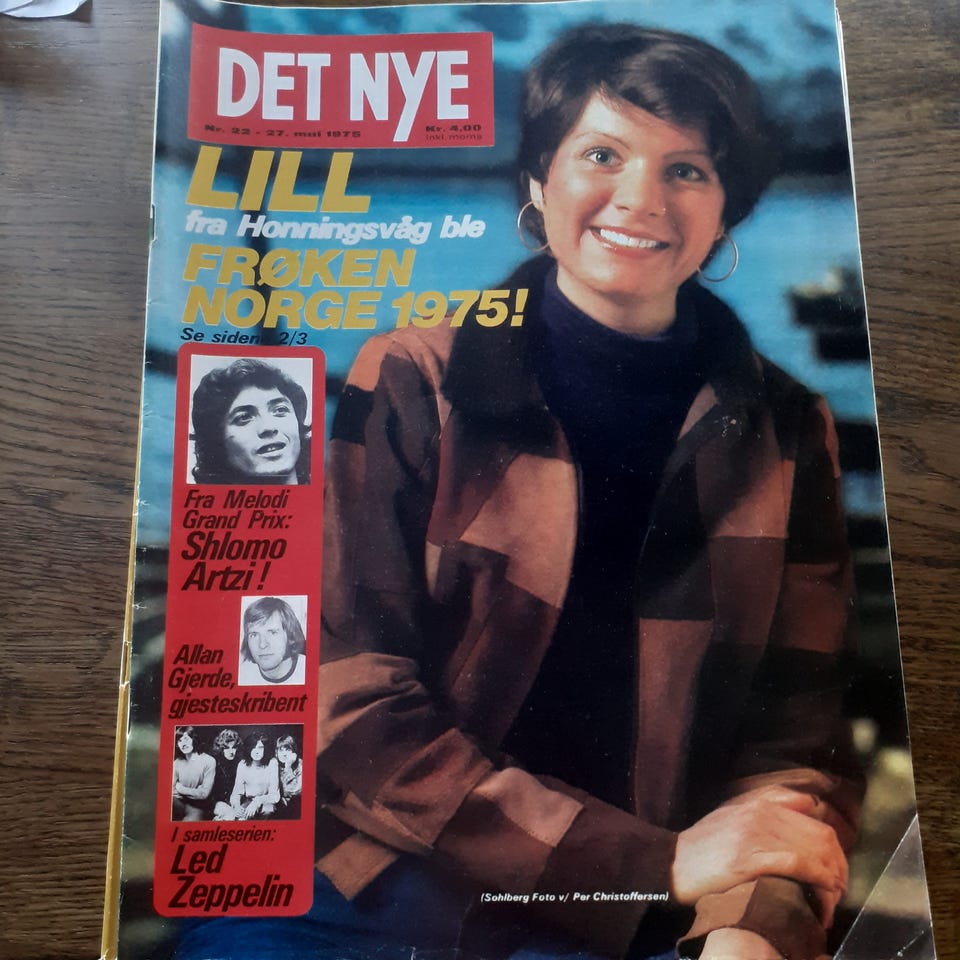 DET NYE
Nr. 22 - 27. mai 1975
Kr. 4,00
inkl. moms
LILL
fra Honningsvåg ble
FRØKEN
NORGE 1975!
Se siden 2/3
Fra Melodi
Grand Prix:
Shlomo
Artzi!
Allan
Gjerde,
gjesteskribent
I samleserien:
Led
Zeppelin
(Sohlberg Foto v/ Per Christoffersen)